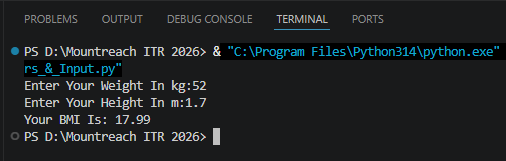 PROBLEMS OUTPUT DEBUG CONSOLE TERMINAL PORTS
PS D:\Mountreach ITR 2026> & "C:\Program Files\Python314\python.exe"
rs_&_Input.py"
Enter Your Weight In kg:52
Enter Your Height In m:1.7
Your BMI Is: 17.99
PS D:\Mountreach ITR 2026>